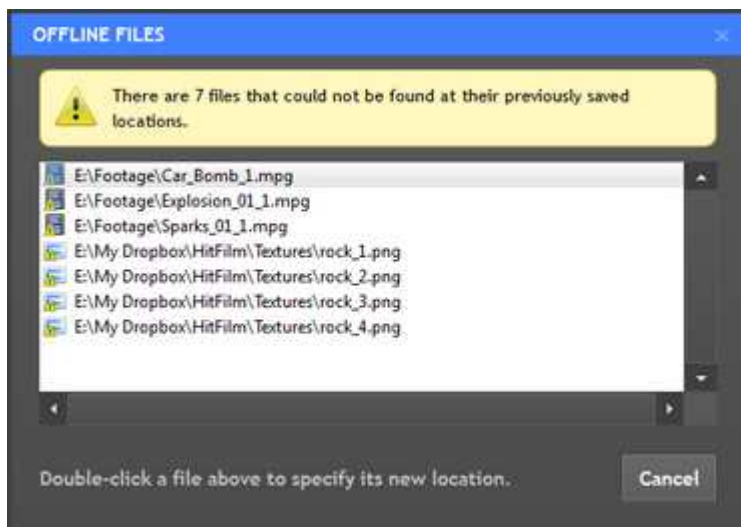 OFFLINE FILES
There are 7 files that could not be found at their previously saved
locations.
E:\Footage\Car_Bomb_1.mpg
E:\Footage\Explosion_01_1.mpg
E:\Footage\Sparks_01_1.mpg
E:\My Dropbox\HitFilm\Textures\rock_1.png
E:\My Dropbox\HitFilm\Textures\rock_2.png
E:\My Dropbox\HitFilm\Textures\rock_3.png
E:\My Dropbox\HitFilm\Textures\rock_4.png
Double-click a file above to specify its new location.
Cancel